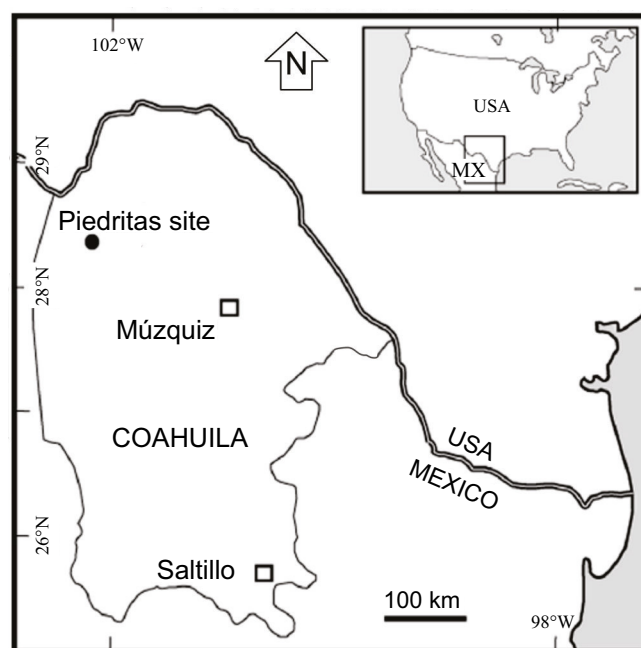 102°W
N
USA
MX
29°N
Piedritas site
28°N
Múzquiz
COAHUILA
USA
MEXICO
26°N
Saltillo
100 km
98°W